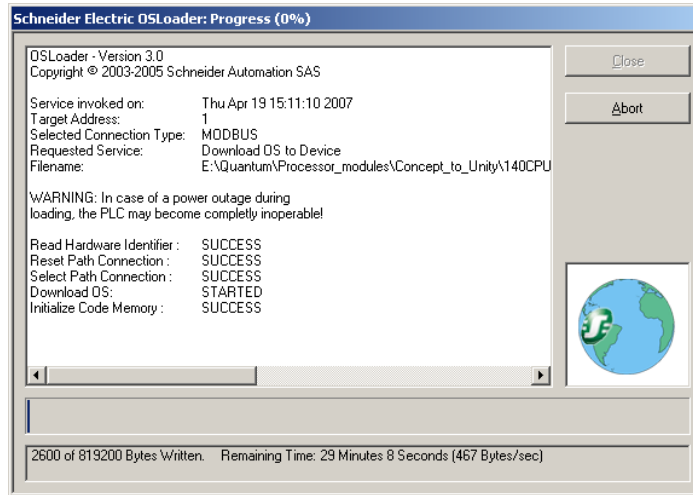 Schneider Electric OSLoader: Progress (0%)
OSLoader - Version 3.0
Copyright © 2003-2005 Schneider Automation SAS
Service invoked on: Thu Apr 19 15:11:10 2007
Target Address: 1
Selected Connection Type: MODBUS
Requested Service: Download OS to Device
Filename: E:\Quantum\Processor_modules\Concept_to_Unity\140CPU
WARNING: In case of a power outage during
loading, the PLC may become completly inoperable!
Read Hardware Identifier : SUCCESS
Reset Path Connection : SUCCESS
Select Path Connection : SUCCESS
Download OS: STARTED
Initialize Code Memory : SUCCESS
Close
Abort
2600 of 819200 Bytes Written. Remaining Time: 29 Minutes 8 Seconds (467 Bytes/sec)